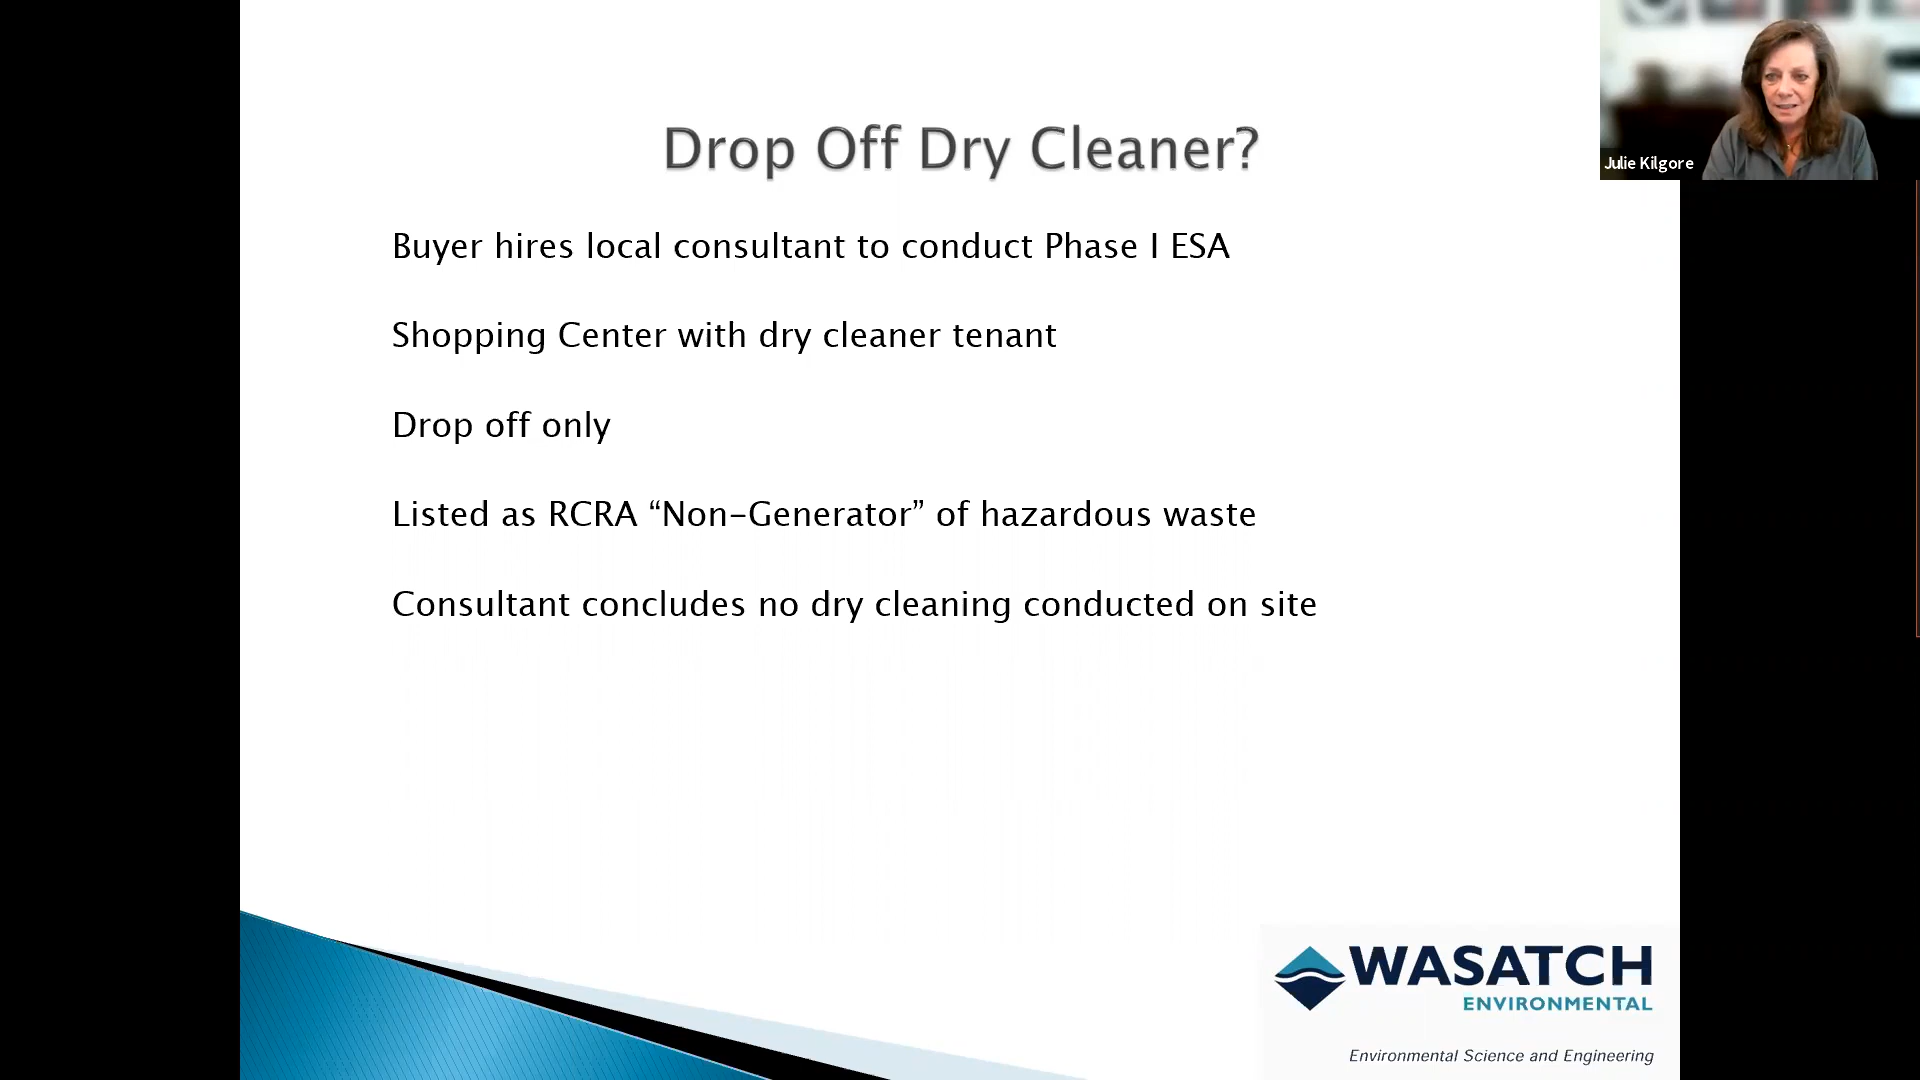 Drop Off Dry Cleaner?
Julie Kilgore
Buyer hires local consultant to conduct Phase I ESA
Shopping Center with dry cleaner tenant
Drop off only
Listed as RCRA “Non-Generator” of hazardous waste
Consultant concludes no dry cleaning conducted on site
WASATCH
ENVIRONMENTAL
Environmental Science and Engineering